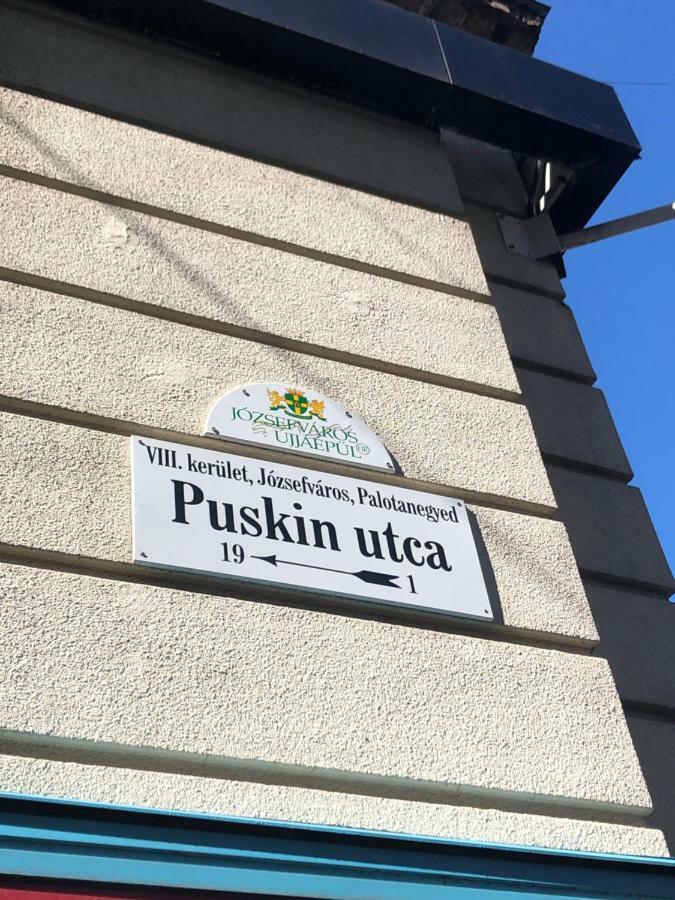 JÓZSEFVÁROS
ÚJJÁÉPÜL
VIII. kerület, Józsefváros, Palotanegyed
Puskin utca
19 1